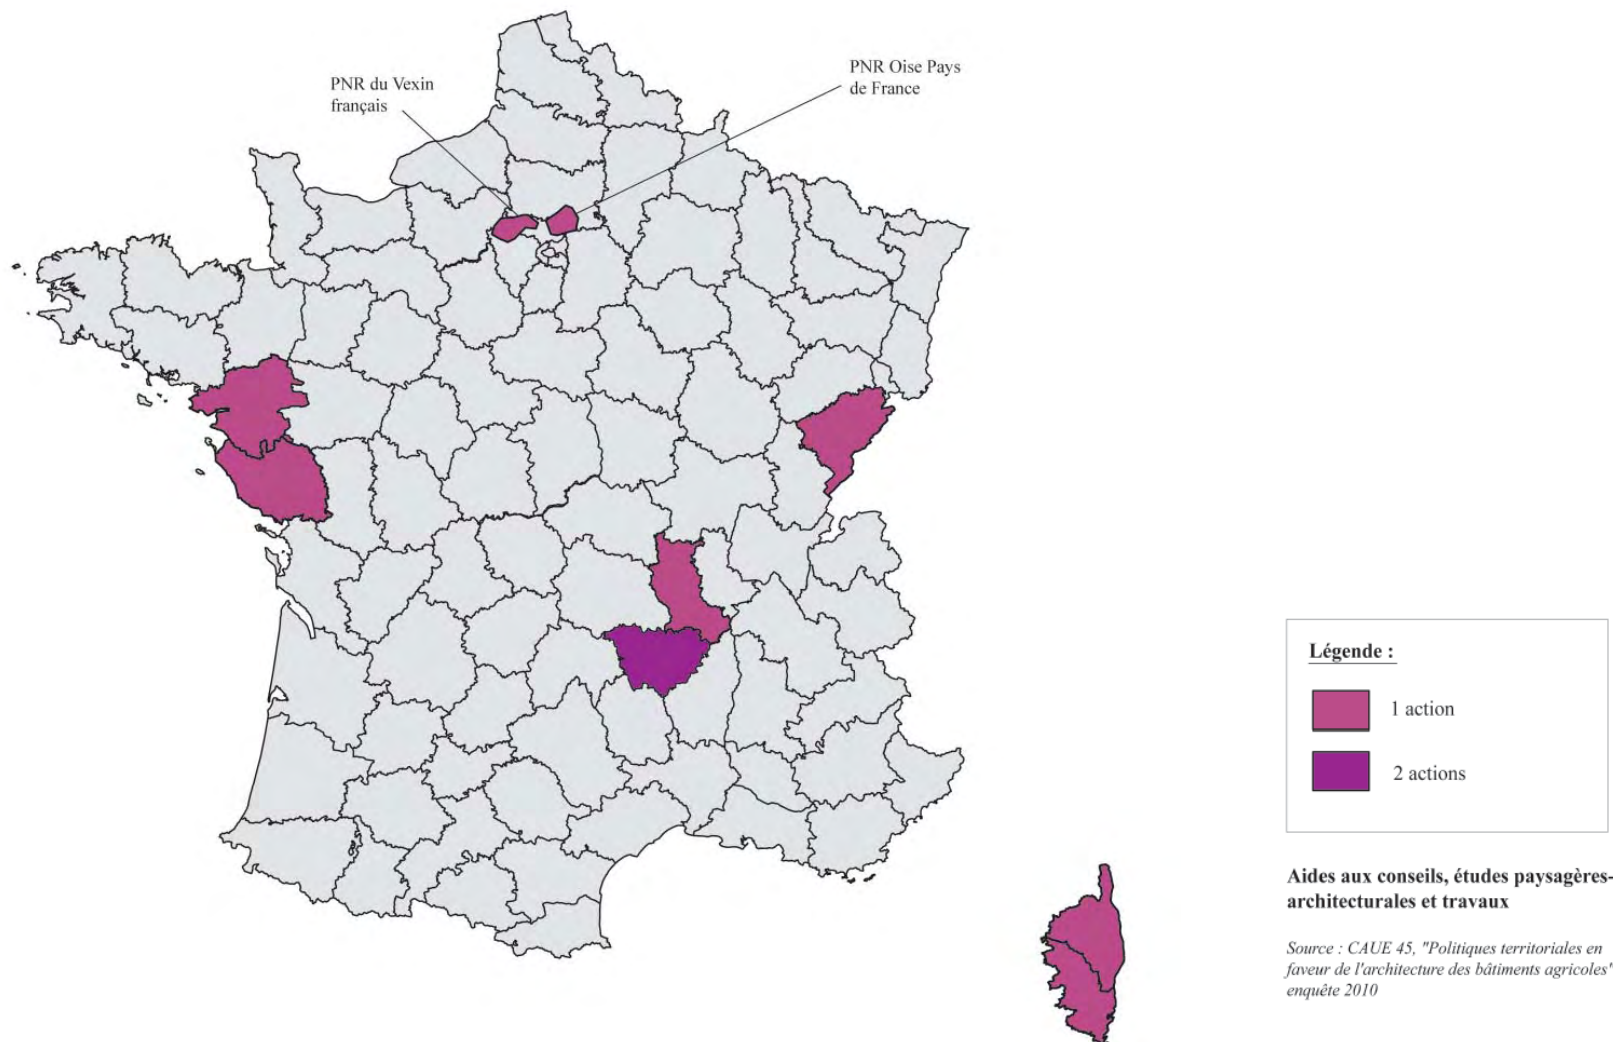 PNR du Vexin
français
PNR Oise Pays
de France
Légende :
1 action
2 actions
Aides aux conseils, études paysagères-
architecturales et travaux
Source : CAUE 45, "Politiques territoriales en
faveur de l'architecture des bâtiments agricoles"
enquête 2010